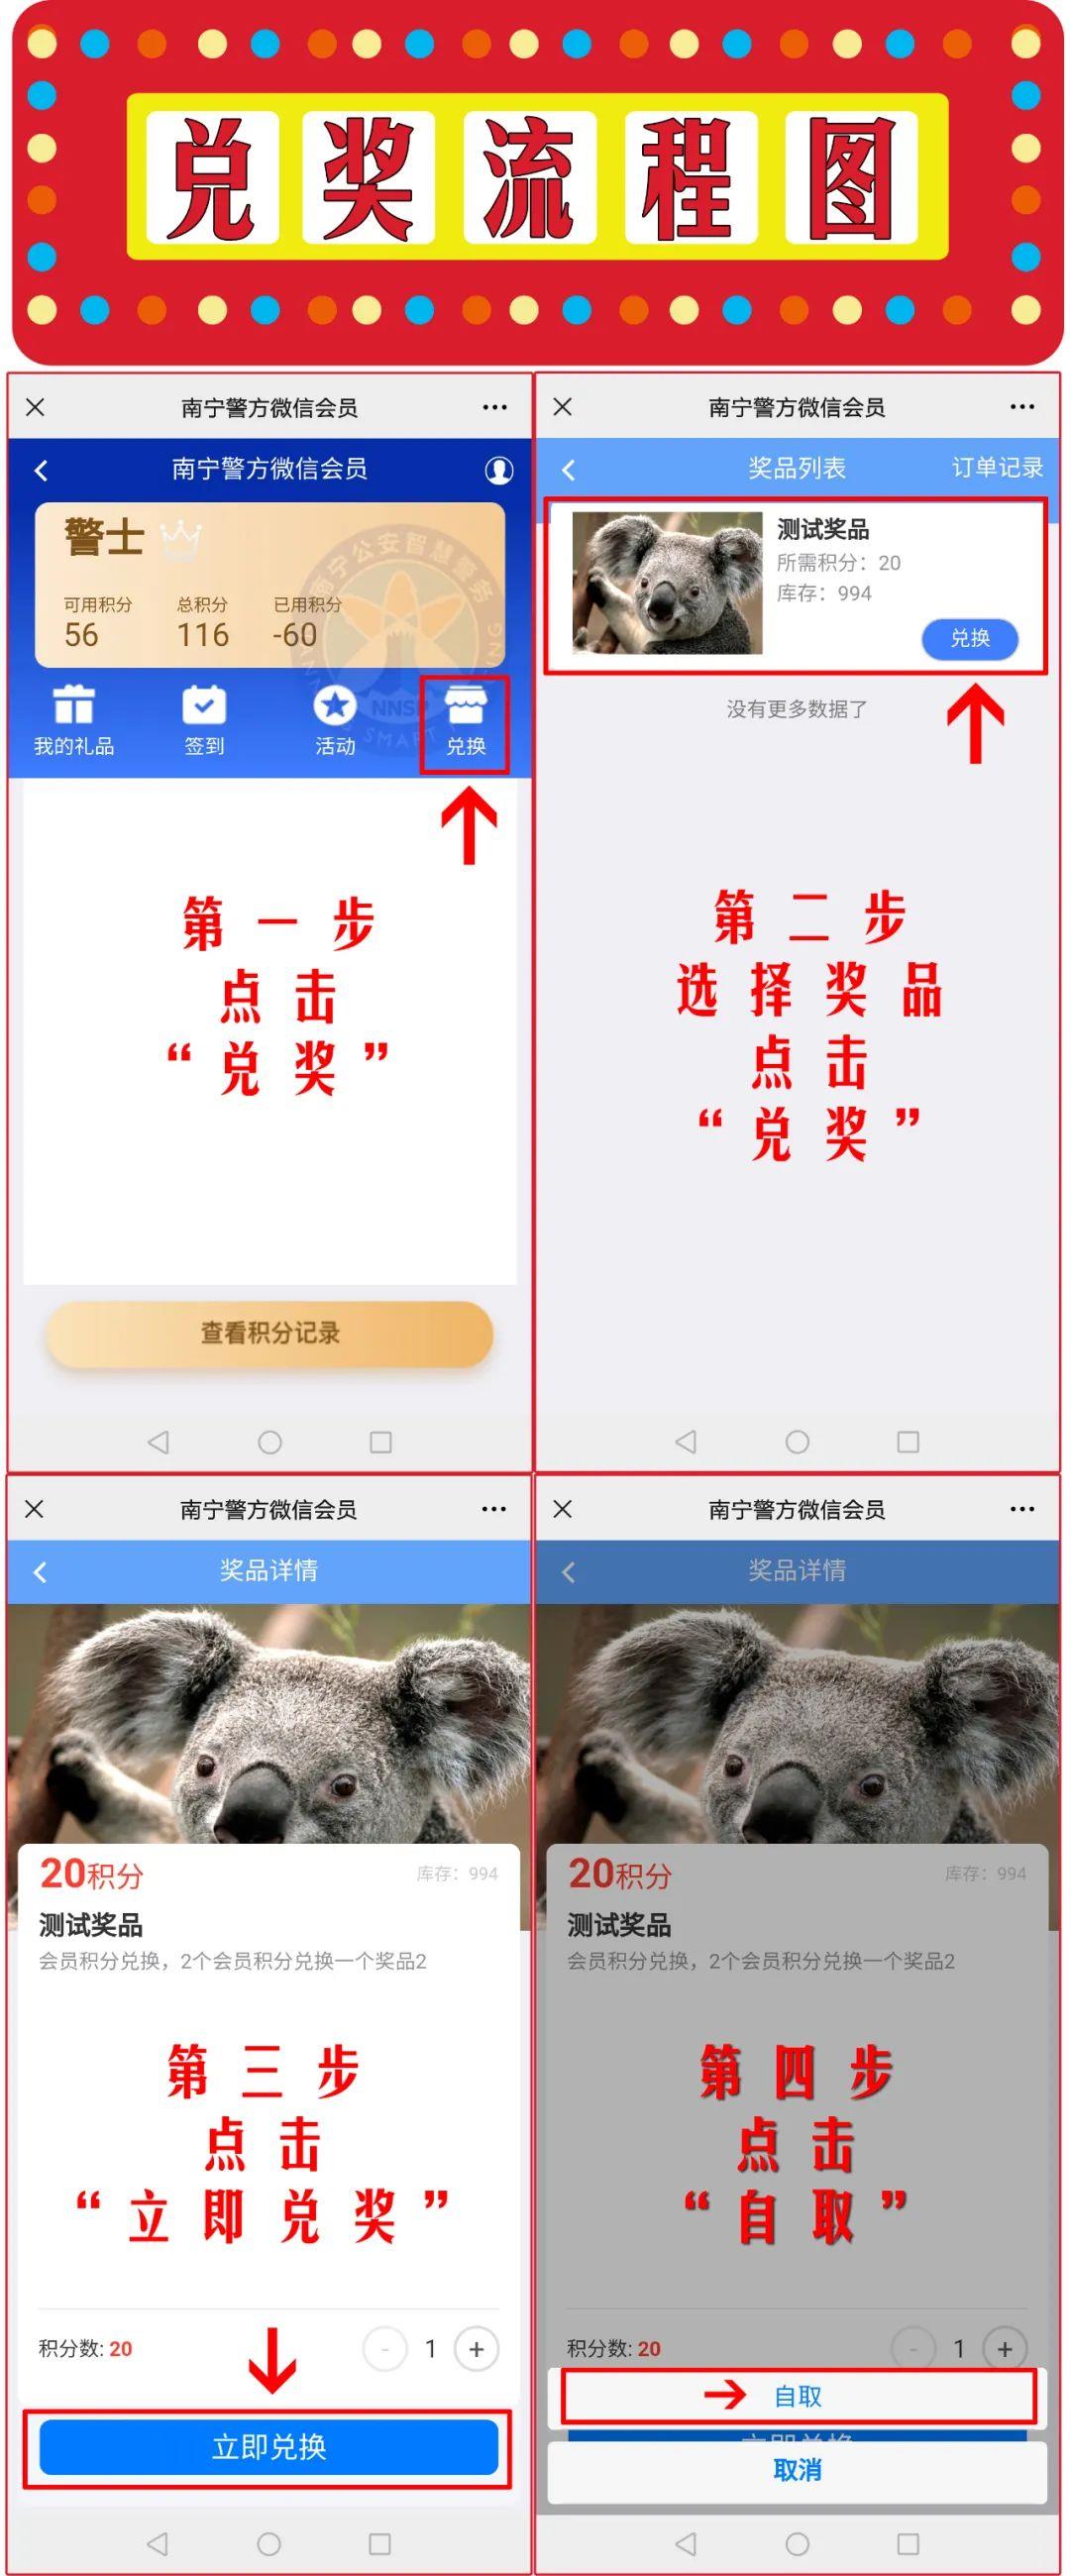 兑奖流程图
南宁警方微信会员
南宁警方微信会员
警士
可用积分 总积分 已用积分
56 116 -60
我的礼品 签到 活动 兑换
第一步
点击
“兑奖”
查看积分记录
南宁警方微信会员
奖品列表 订单记录
测试奖品
所需积分：20
库存：994
兑换
没有更多数据了
第二步
选择奖品
点击
“兑奖”
南宁警方微信会员
奖品详情
20积分 库存：994
测试奖品
会员积分兑换，2个会员积分兑换一个奖品2
第三步
点击
“立即兑奖”
积分数: 20 - 1 +
立即兑换
南宁警方微信会员
奖品详情
20积分 库存：994
测试奖品
会员积分兑换，2个会员积分兑换一个奖品2
第四步
点击
“自取”
积分数: 20 - 1 +
自取
立即兑换
取消